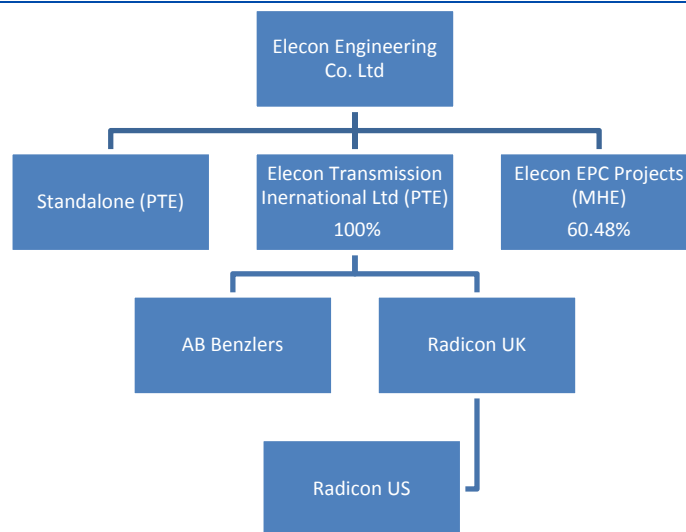 Elecon Engineering
Co. Ltd
Standalone (PTE)
Elecon Transmission
Inernational Ltd (PTE)
100%
Elecon EPC Projects
(MHE)
60.48%
AB Benzlers
Radicon UK
Radicon US